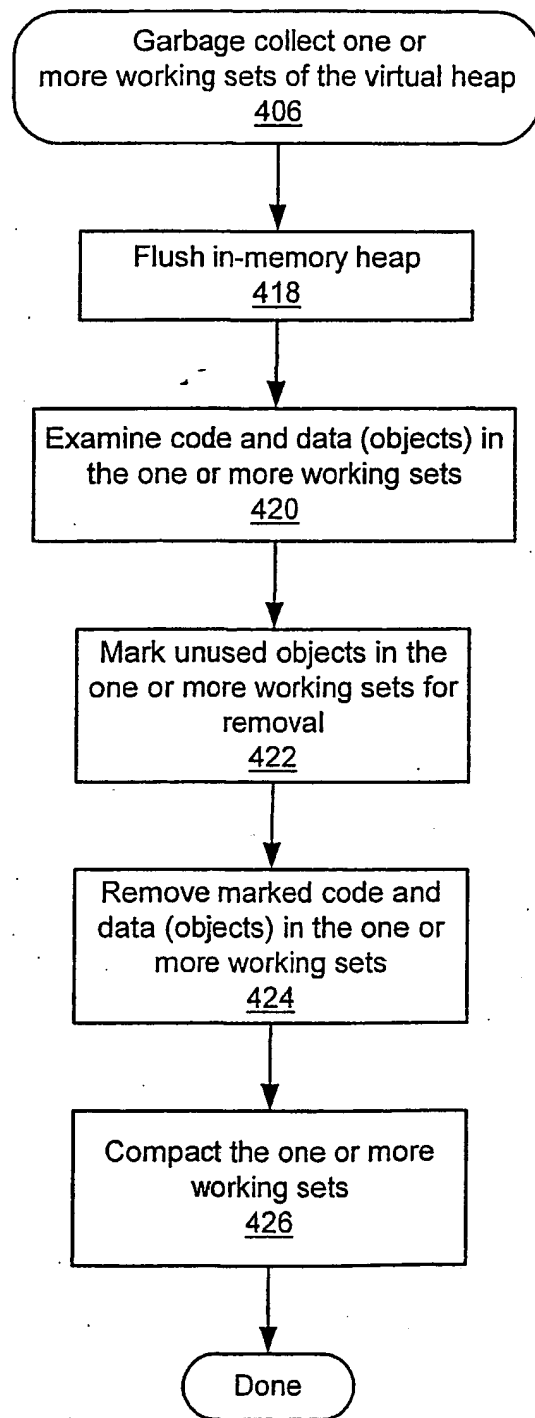 Garbage collect one or
more working sets of the virtual heap
406
Flush in-memory heap
418
Examine code and data (objects) in
the one or more working sets
420
Mark unused objects in the
one or more working sets for
removal
422
Remove marked code and
data (objects) in the one or
more working sets
424
Compact the one or more
working sets
426
Done